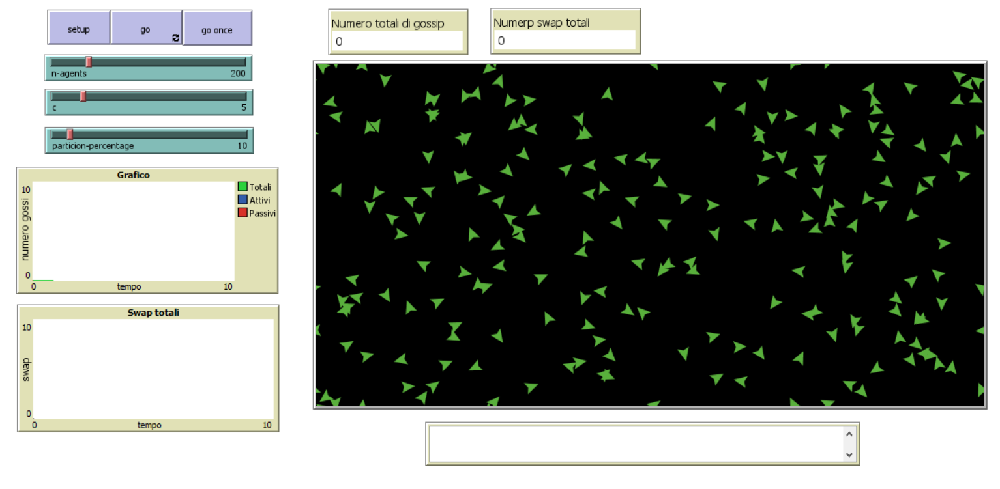 setup
go
go once
n-agents 200
c 5
particion-percentage 10
Numero totali di gossip
0
Numerp swap totali
0
Grafico
numero gossi
10
0
0
tempo
10
Totali
Attivi
Passivi
Swap totali
swap
10
0
0
tempo
10